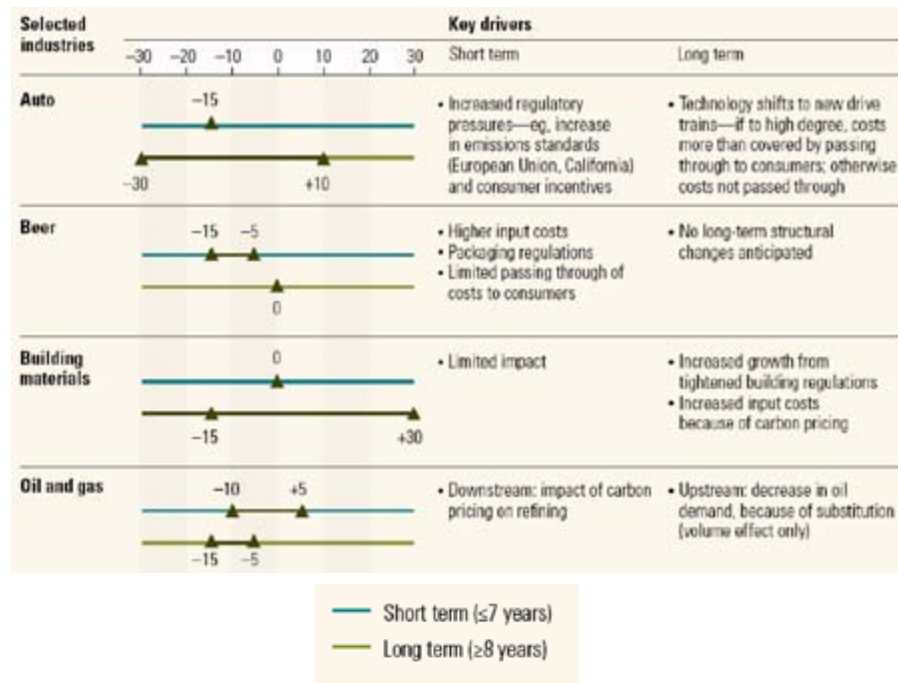 Selected
industries
Key drivers
-30 -20 -10 0 10 20 30
Short term
Long term
Auto
-15
-30
+10
• Increased regulatory
pressures—eg, increase
in emissions standards
(European Union, California)
and consumer incentives
• Technology shifts to new drive
trains—if to high degree, costs
more than covered by passing
through to consumers; otherwise
costs not passed through
Beer
-15 -5
0
• Higher input costs
• Packaging regulations
• Limited passing through of
costs to consumers
• No long-term structural
changes anticipated
Building
materials
0
-15
+30
• Limited impact
• Increased growth from
tightened building regulations
• Increased input costs
because of carbon pricing
Oil and gas
-10 +5
-15 -5
• Downstream: impact of carbon
pricing on refining
• Upstream: decrease in oil
demand, because of substitution
(volume effect only)
Short term (≤7 years)
Long term (≥8 years)